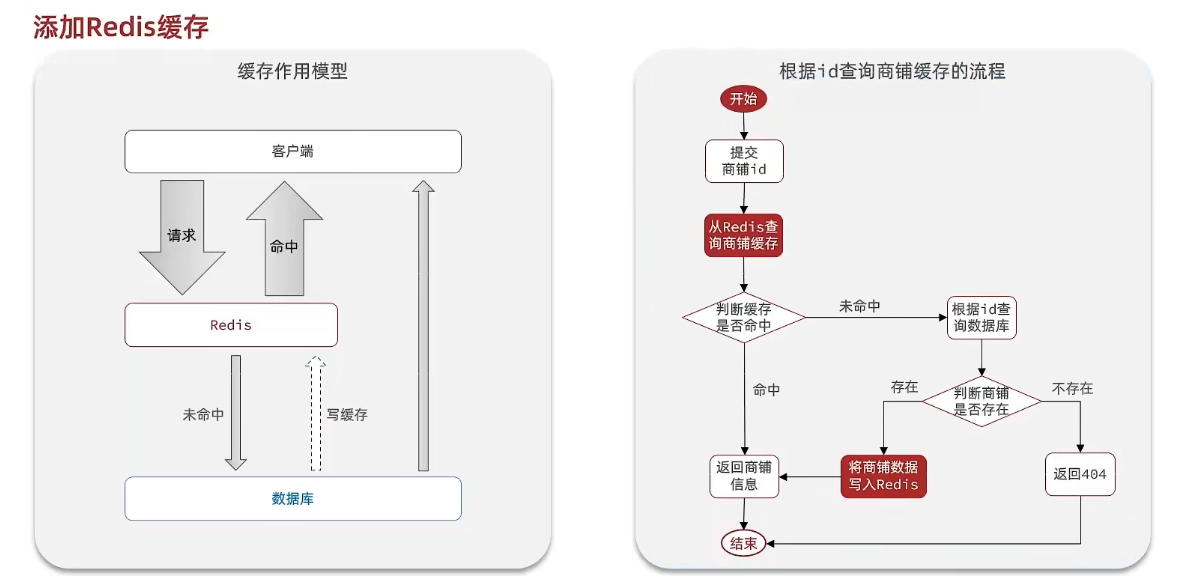 添加Redis缓存
缓存作用模型
客户端
请求
命中
Redis
未命中
写缓存
数据库
根据id查询商铺缓存的流程
开始
提交
商铺id
从Redis查
询商铺缓存
判断缓存
是否命中
未命中
根据id查
询数据库
命中
存在
判断商铺
是否存在
不存在
返回商铺
信息
将商铺数据
写入Redis
返回404
结束